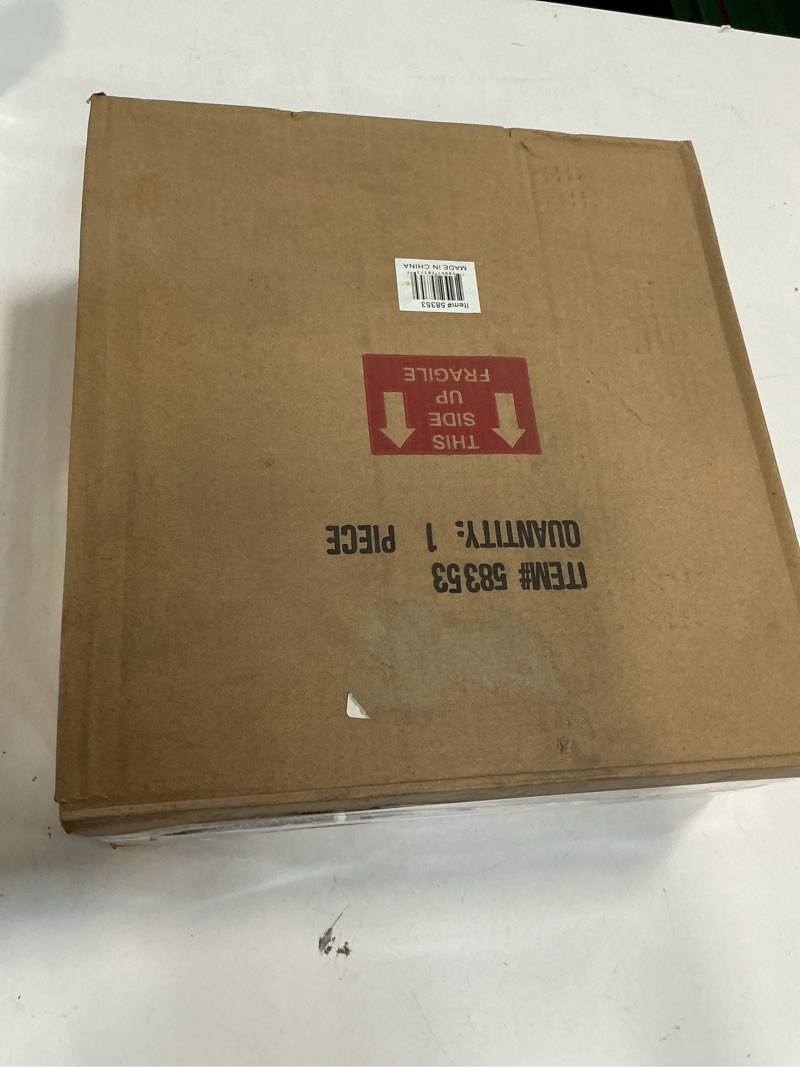 ITEM# 58353
QUANTITY: 1 PIECE
THIS
SIDE
UP
FRAGILE
Item# 58353
MADE IN CHINA